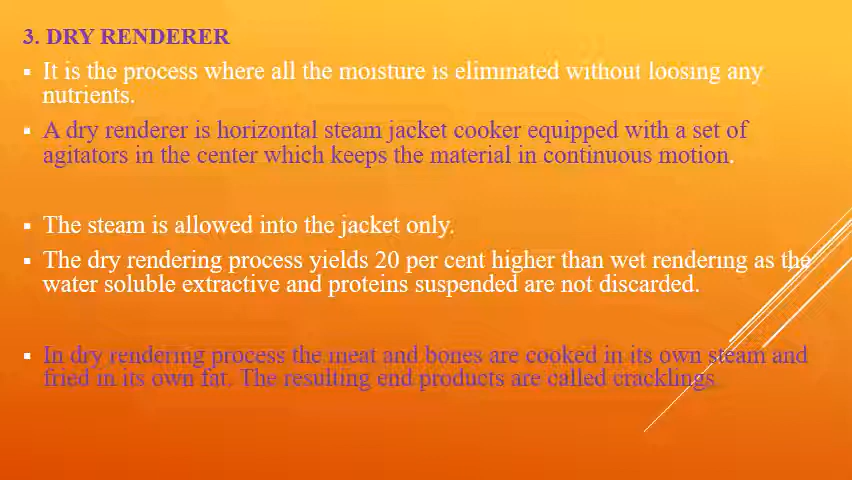 3. DRY RENDERER
▪ It is the process where all the moisture is eliminated without loosing any
nutrients.
▪ A dry renderer is horizontal steam jacket cooker equipped with a set of
agitators in the center which keeps the material in continuous motion.
▪ The steam is allowed into the jacket only.
▪ The dry rendering process yields 20 per cent higher than wet rendering as the
water soluble extractive and proteins suspended are not discarded.
▪ In dry rendering process the meat and bones are cooked in its own steam and
fried in its own fat. The resulting end products are called cracklings